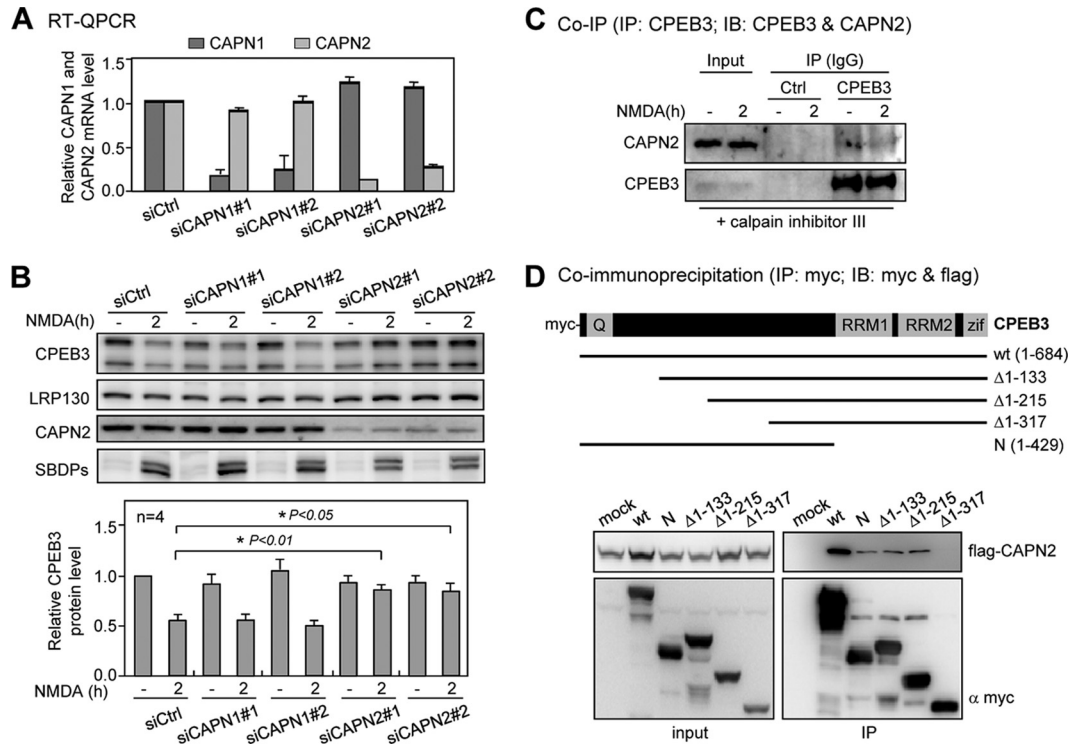 A RT-QPCR
CAPN1 CAPN2
Relative CAPN1 and
CAPN2 mRNA level
1.5
1.0
0.5
0.0
siCtrl
siCAPN1#1
siCAPN1#2
siCAPN2#1
siCAPN2#2
B
siCtrl siCAPN1#1 siCAPN1#2 siCAPN2#1 siCAPN2#2
NMDA(h) - 2 - 2 - 2 - 2 - 2
CPEB3
LRP130
CAPN2
SBDPs
n=4
* P<0.05
* P<0.01
Relative CPEB3
protein level
1.5
1.0
0.5
0.0
NMDA (h) - 2 - 2 - 2 - 2 - 2
siCtrl siCAPN1#1 siCAPN1#2 siCAPN2#1 siCAPN2#2
C Co-IP (IP: CPEB3; IB: CPEB3 & CAPN2)
Input IP (IgG)
Ctrl CPEB3
NMDA(h) - 2 - 2 - 2
CAPN2
CPEB3
+ calpain inhibitor III
D Co-immunoprecipitation (IP: myc; IB: myc & flag)
myc- Q RRM1 RRM2 zif CPEB3
wt (1-684)
Δ1-133
Δ1-215
Δ1-317
N (1-429)
mock wt N Δ1-133 Δ1-215 Δ1-317 mock wt N Δ1-133 Δ1-215 Δ1-317
flag-CAPN2
α myc
input IP